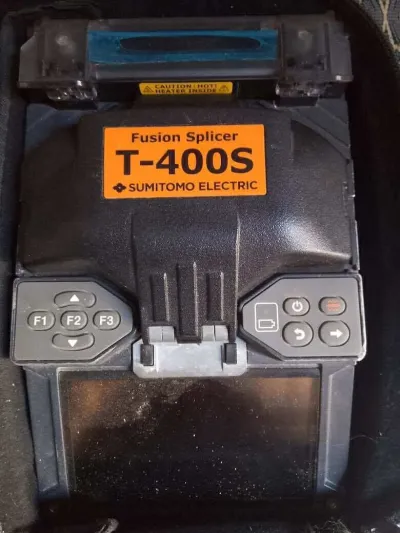 CAUTION (HOT)
HEATER INSIDE
Fusion Splicer
T-400S
SUMITOMO ELECTRIC
F1 F2 F3